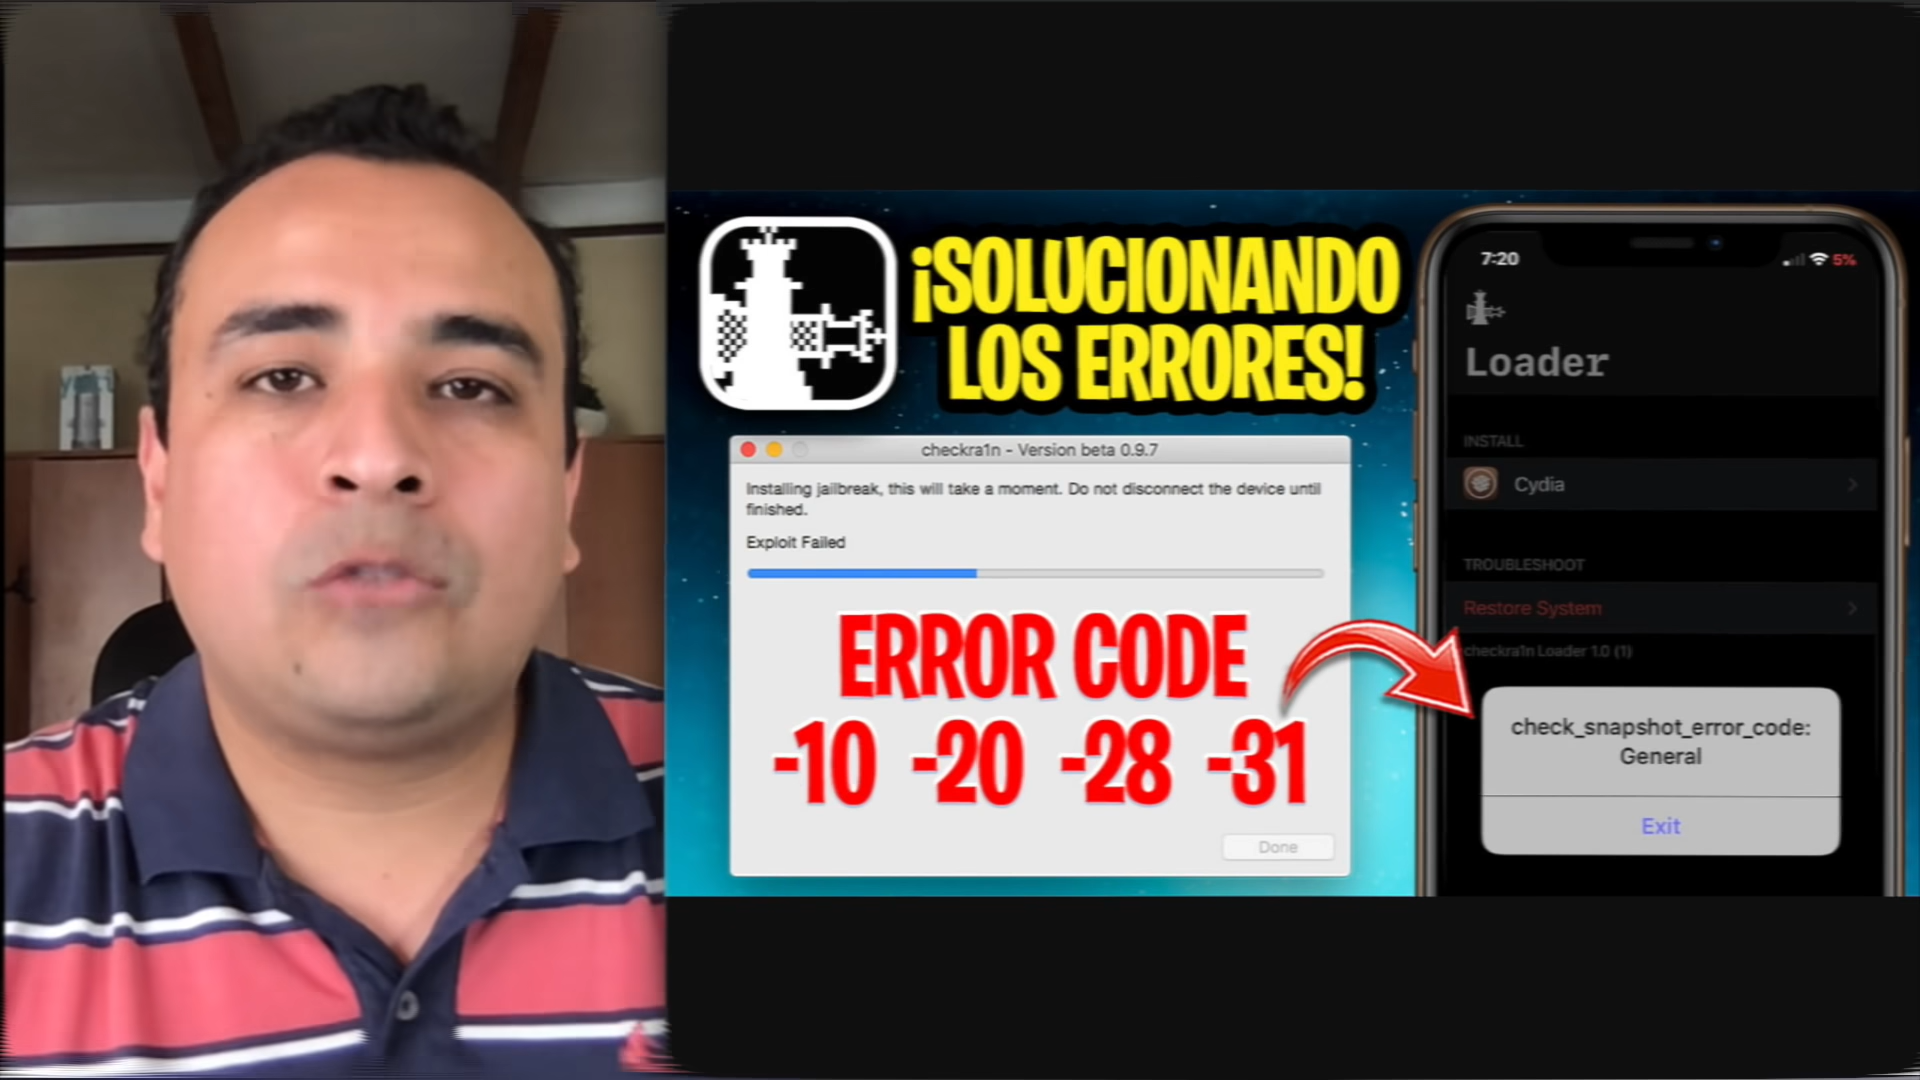 ¡SOLUCIONANDO
LOS ERRORES!
checkra1n - Version beta 0.9.7
Installing jailbreak, this will take a moment. Do not disconnect the device until
finished.
Exploit Failed
ERROR CODE
-10 -20 -28 -31
Done
7:20
5%
Loader
INSTALL
Cydia
TROUBLESHOOT
Restore System
checkra1n Loader 1.0 (1)
check_snapshot_error_code:
General
Exit